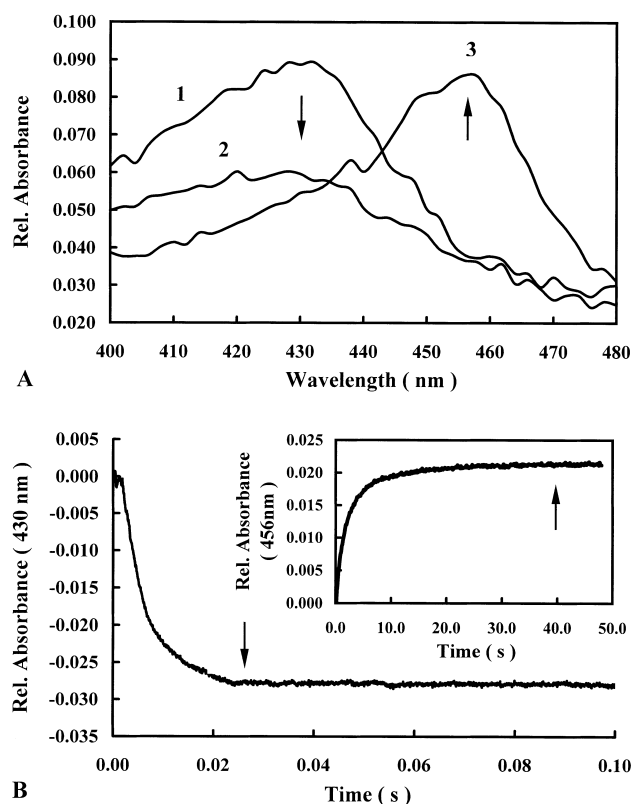 0.100
0.090
0.080
0.070
0.060
0.050
0.040
0.030
0.020
Rel. Absorbance
1
2
3
400 410 420 430 440 450 460 470 480
Wavelength ( nm )
A
0.005
0.000
-0.005
-0.010
-0.015
-0.020
-0.025
-0.030
-0.035
Rel. Absorbance ( 430 nm )
0.025
0.020
0.015
0.010
0.005
0.000
Rel. Absorbance
( 456nm )
0.0 10.0 20.0 30.0 40.0 50.0
Time ( s )
0.00 0.02 0.04 0.06 0.08 0.10
Time ( s )
B